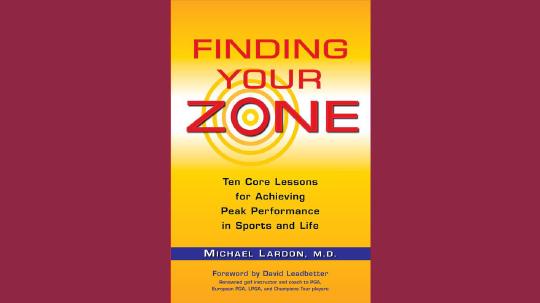 FINDING
YOUR
ZONE
Ten Core Lessons
for Achieving
Peak Performance
in Sports and Life
MICHAEL LARDON, M.D.
Foreword by David Leadbetter
Renowned golf instructor and coach to PGA,
European PGA, LPGA, and Champions Tour players